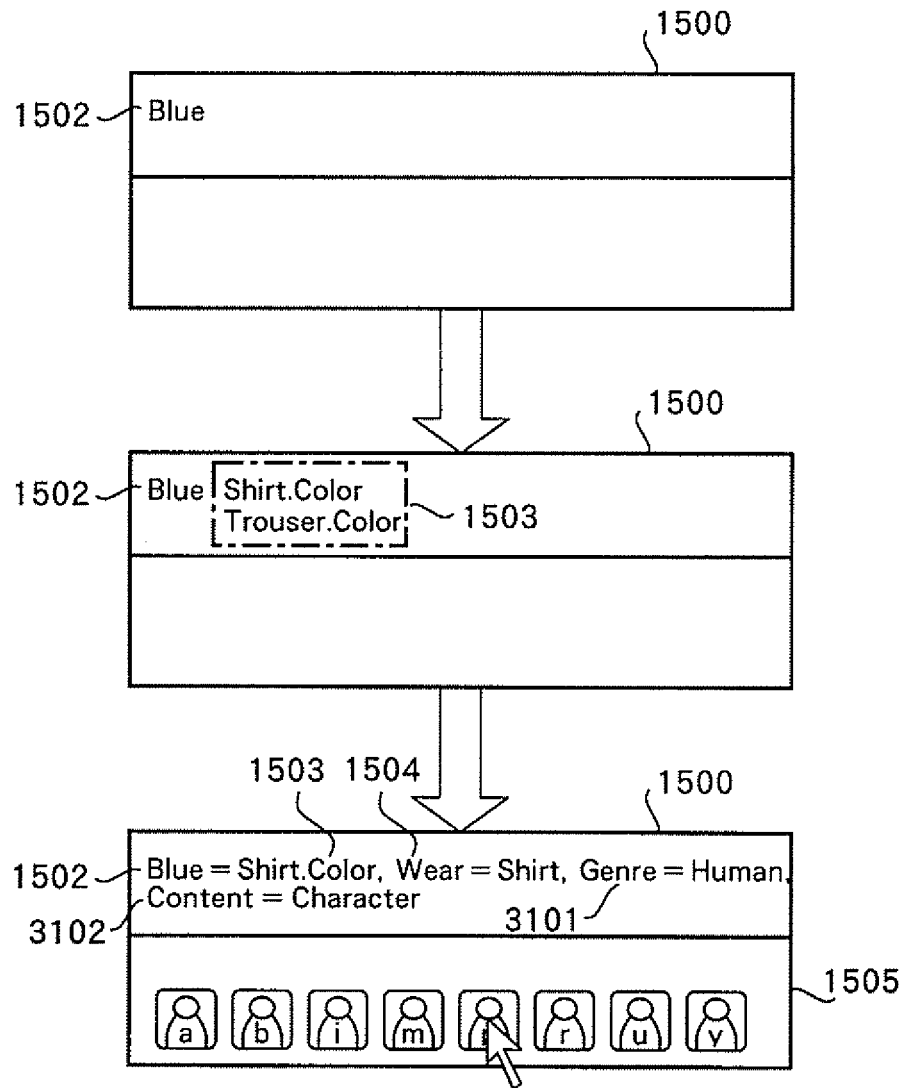 1500
1502 Blue
1500
1502 Blue Shirt.Color
Trouser.Color 1503
1503 1504
1500
1502 Blue = Shirt.Color, Wear = Shirt, Genre = Human,
3102 Content = Character 3101
1505
a b i m r u y